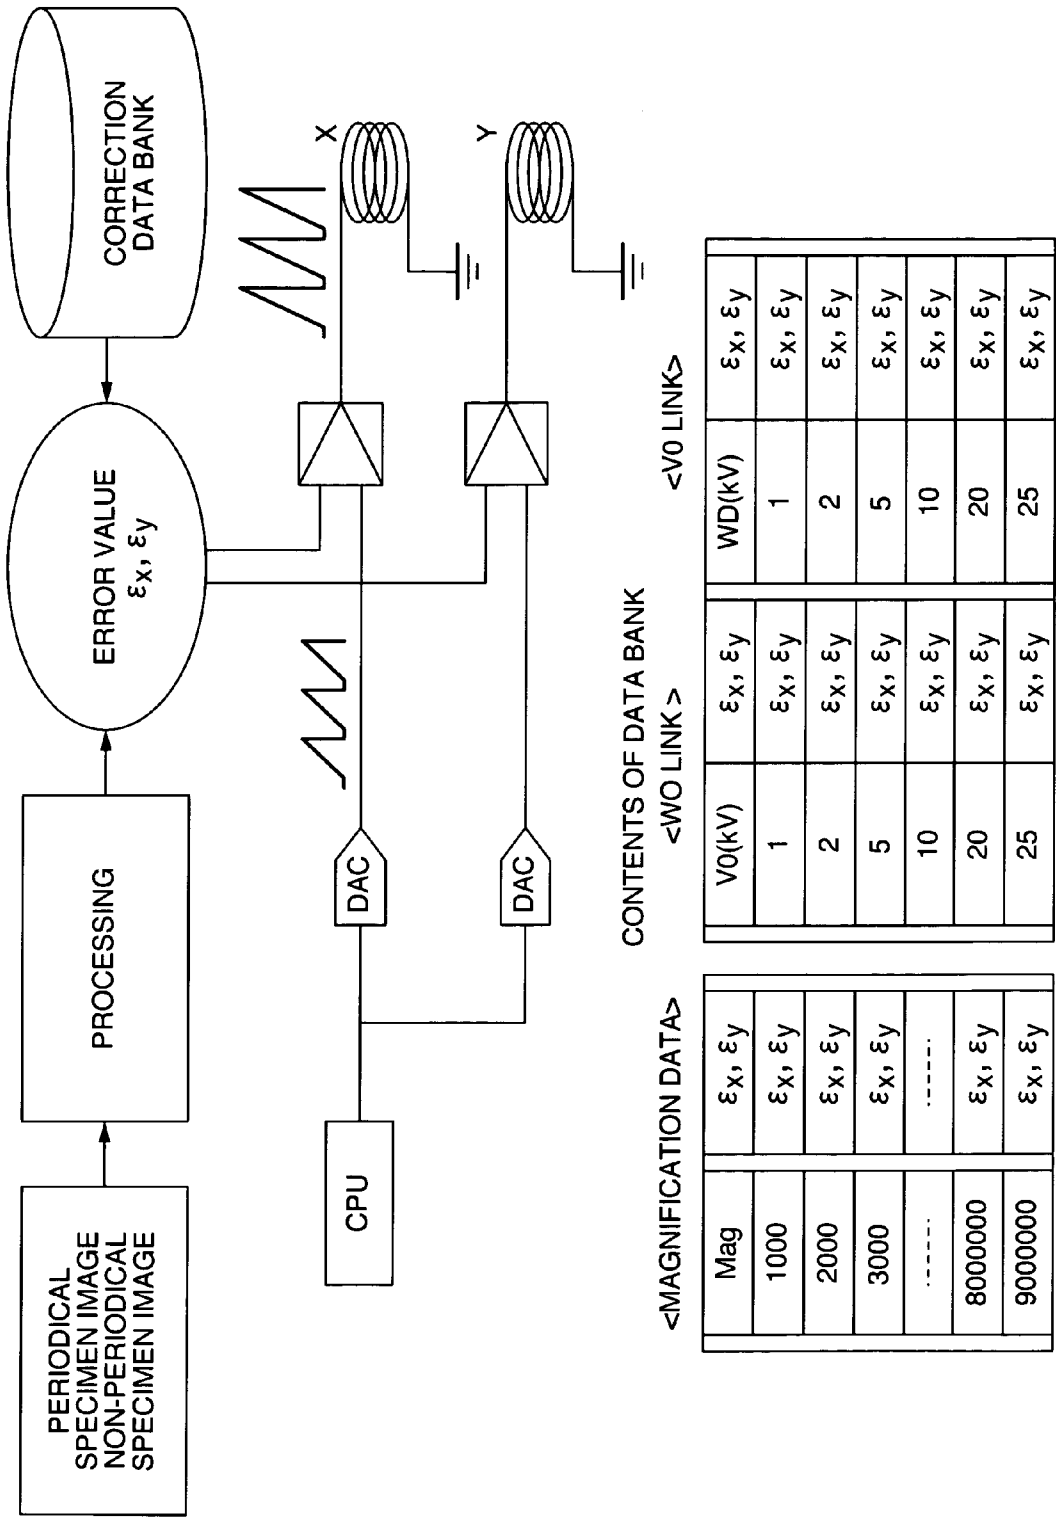 PERIODICAL
SPECIMEN IMAGE
NON-PERIODICAL
SPECIMEN IMAGE
PROCESSING
ERROR VALUE
εx, εy
CORRECTION
DATA BANK
CPU
DAC
DAC
X
Y
CONTENTS OF DATA BANK
<MAGNIFICATION DATA>
Mag εx, εy
1000 εx, εy
2000 εx, εy
3000 εx, εy
------ ------
8000000 εx, εy
9000000 εx, εy
<WO LINK >
V0(kV) εx, εy
1 εx, εy
2 εx, εy
5 εx, εy
10 εx, εy
20 εx, εy
25 εx, εy
<V0 LINK>
WD(kV) εx, εy
1 εx, εy
2 εx, εy
5 εx, εy
10 εx, εy
20 εx, εy
25 εx, εy